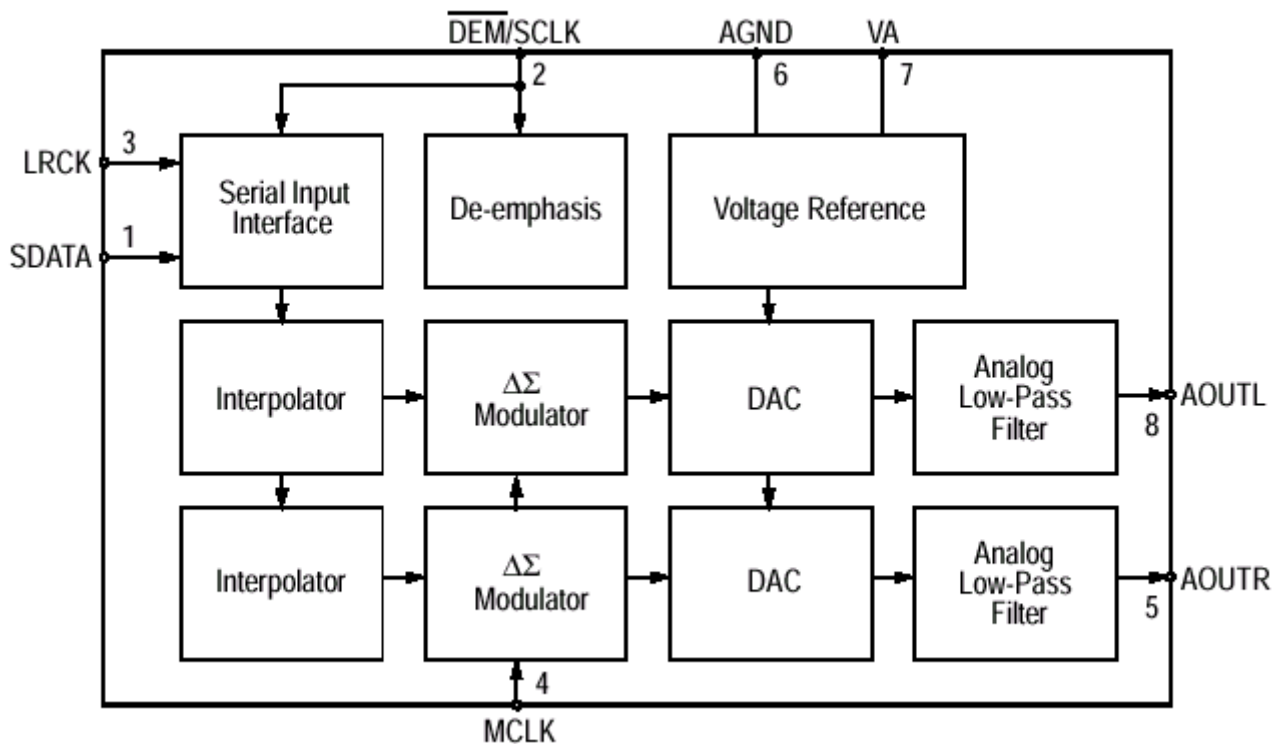 D̅E̅M̅/SCLK
AGND
VA
2
6
7
LRCK
3
SDATA
1
Serial Input
Interface
De-emphasis
Voltage Reference
Interpolator
ΔΣ
Modulator
DAC
Analog
Low-Pass
Filter
AOUTL
8
Interpolator
ΔΣ
Modulator
DAC
Analog
Low-Pass
Filter
AOUTR
5
4
MCLK